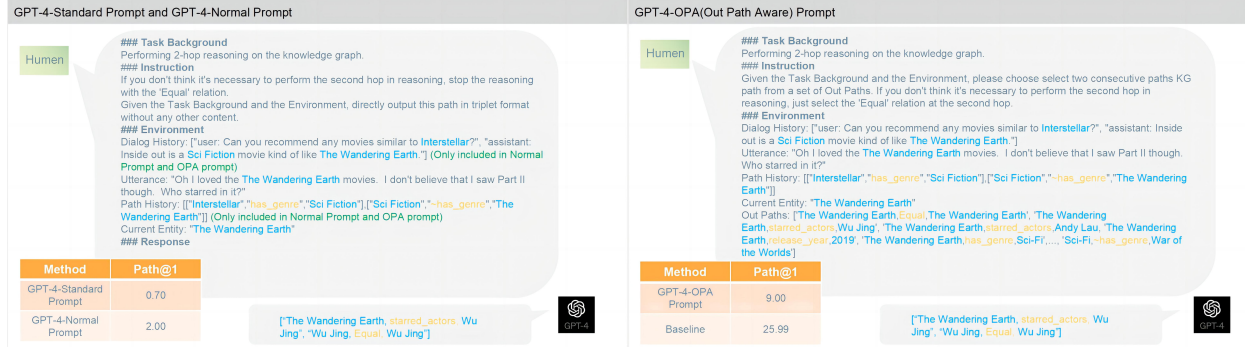 GPT-4-Standard Prompt and GPT-4-Normal Prompt
Humen
### Task Background
Performing 2-hop reasoning on the knowledge graph.
### Instruction
If you don't think it's necessary to perform the second hop in reasoning, stop the reasoning
with the 'Equal' relation.
Given the Task Background and the Environment, directly output this path in triplet format
without any other content.
### Environment
Dialog History: ["user: Can you recommend any movies similar to Interstellar?", "assistant:
Inside out is a Sci Fiction movie kind of like The Wandering Earth."] (Only included in Normal
Prompt and OPA prompt)
Utterance: "Oh I loved the The Wandering Earth movies. I don't believe that I saw Part II
though. Who starred in it?"
Path History: [["Interstellar","has_genre","Sci Fiction"],["Sci Fiction","~has_genre","The
Wandering Earth"]] (Only included in Normal Prompt and OPA prompt)
Current Entity: "The Wandering Earth"
### Response
Method Path@1
GPT-4-Standard
Prompt
0.70
GPT-4-Normal
Prompt
2.00
["The Wandering Earth, starred_actors, Wu
Jing", "Wu Jing, Equal, Wu Jing"]
GPT-4
GPT-4-OPA(Out Path Aware) Prompt
Humen
### Task Background
Performing 2-hop reasoning on the knowledge graph.
### Instruction
Given the Task Background and the Environment, please choose select two consecutive paths KG
path from a set of Out Paths. If you don't think it's necessary to perform the second hop in
reasoning, just select the 'Equal' relation at the second hop.
### Environment
Dialog History: ["user: Can you recommend any movies similar to Interstellar?", "assistant: Inside
out is a Sci Fiction movie kind of like The Wandering Earth."]
Utterance: "Oh I loved the The Wandering Earth movies. I don't believe that I saw Part II though.
Who starred in it?"
Path History: [["Interstellar","has_genre","Sci Fiction"],["Sci Fiction","~has_genre","The Wandering
Earth"]]
Current Entity: "The Wandering Earth"
Out Paths: ['The Wandering Earth,Equal,The Wandering Earth', 'The Wandering
Earth,starred_actors,Wu Jing', 'The Wandering Earth,starred_actors,Andy Lau, 'The Wandering
Earth,release_year,2019', 'The Wandering Earth,has_genre,Sci-Fi',..., 'Sci-Fi,~has_genre,War of
the Worlds']
Method Path@1
GPT-4-OPA
Prompt
9.00
Baseline 25.99
["The Wandering Earth, starred_actors, Wu
Jing", "Wu Jing, Equal, Wu Jing"]
GPT-4